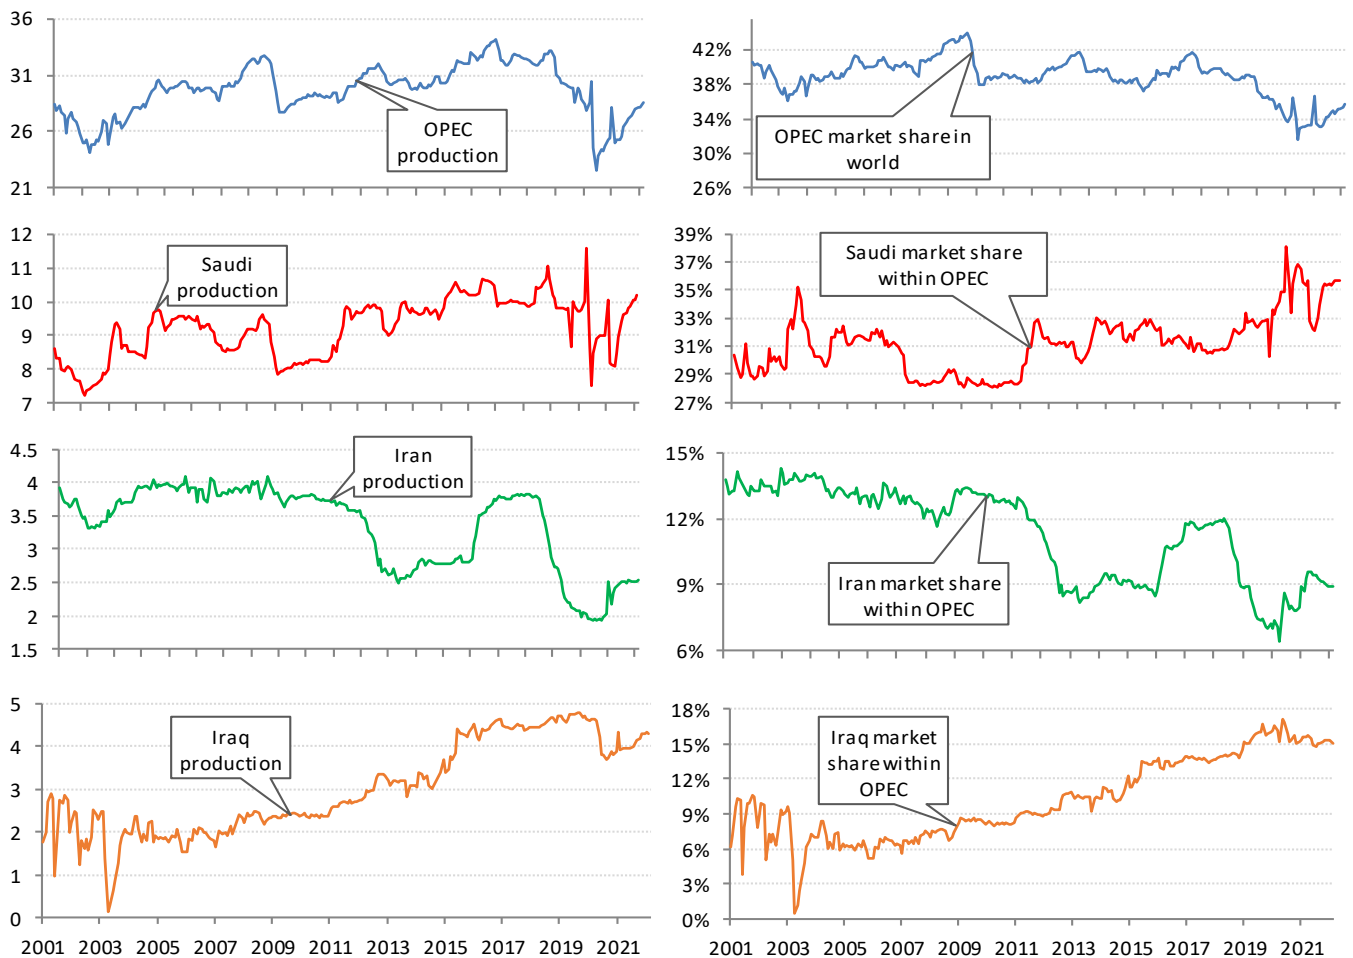 36
31
26
21
OPEC
production
42%
38%
34%
30%
26%
OPEC market share in
world
12
11
10
9
8
7
Saudi
production
39%
37%
35%
33%
31%
29%
27%
Saudi market share
within OPEC
4.5
4
3.5
3
2.5
2
1.5
Iran
production
15%
12%
9%
6%
Iran market share
within OPEC
5
4
3
2
1
0
Iraq
production
2001 2003 2005 2007 2009 2011 2013 2015 2017 2019 2021
18%
15%
12%
9%
6%
3%
0%
Iraq market
share within
OPEC
2001 2003 2005 2007 2009 2011 2013 2015 2017 2019 2021